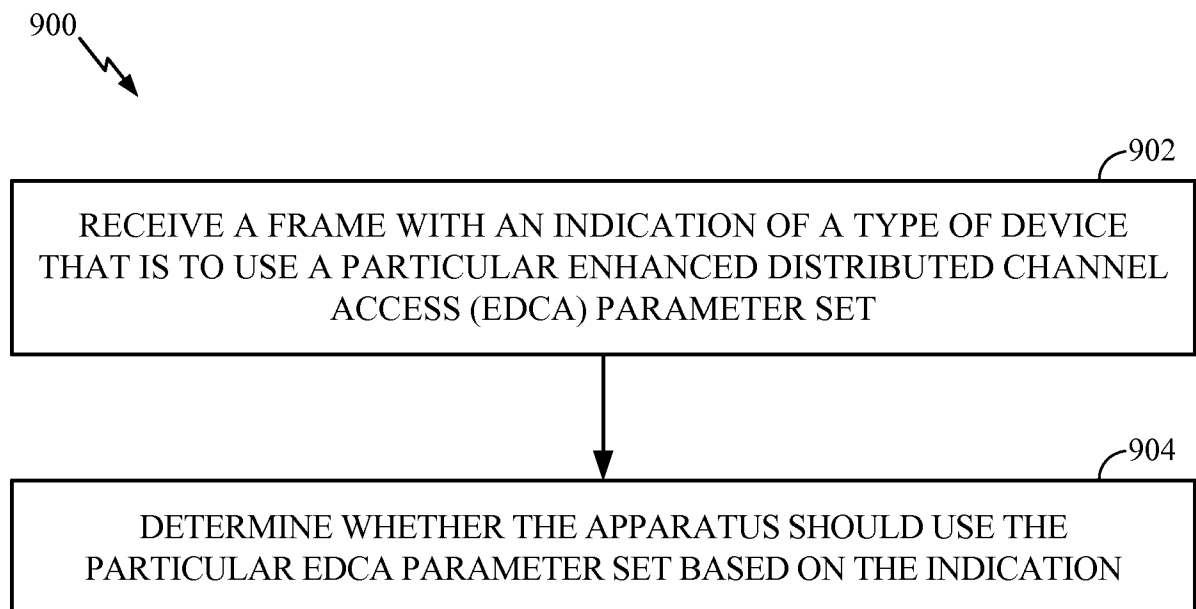 900
902
RECEIVE A FRAME WITH AN INDICATION OF A TYPE OF DEVICE
THAT IS TO USE A PARTICULAR ENHANCED DISTRIBUTED CHANNEL
ACCESS (EDCA) PARAMETER SET
904
DETERMINE WHETHER THE APPARATUS SHOULD USE THE
PARTICULAR EDCA PARAMETER SET BASED ON THE INDICATION